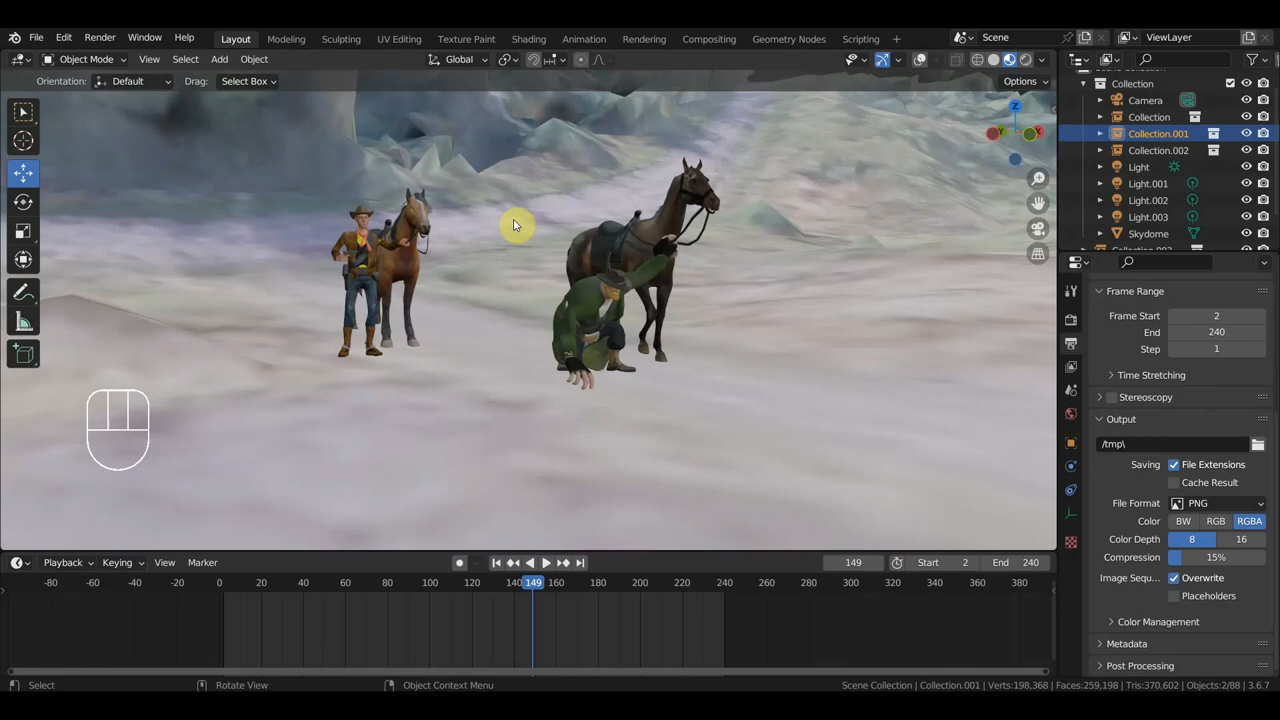 File Edit Render Window Help Layout Modeling Sculpting UV Editing Texture Paint Shading Animation Rendering Compositing Geometry Nodes Scripting + Scene ViewLayer
Object Mode View Select Add Object Global
Orientation: Default Drag: Select Box Options
Collection
Camera
Collection
Collection.001
Collection.002
Light
Light.001
Light.002
Light.003
Skydome
Z
Y
X
Frame Range
Frame Start 2
End 240
Step 1
Time Stretching
Stereoscopy
Output
/tmp\
Saving File Extensions
Cache Result
File Format PNG
Color BW RGB RGBA
Color Depth 8 16
Compression 15%
Image Sequ... Overwrite
Placeholders
Color Management
Metadata
Post Processing
Playback Keying View Marker 149 Start 2 End 240
-80 -60 -40 -20 0 20 40 60 80 100 120 140 149 160 180 200 220 240 260 280 300 320 340 360 380
Select Rotate View Object Context Menu Scene Collection | Collection.001 | Verts:198,368 | Faces:259,198 | Tris:370,602 | Objects:2/88 | 3.6.7